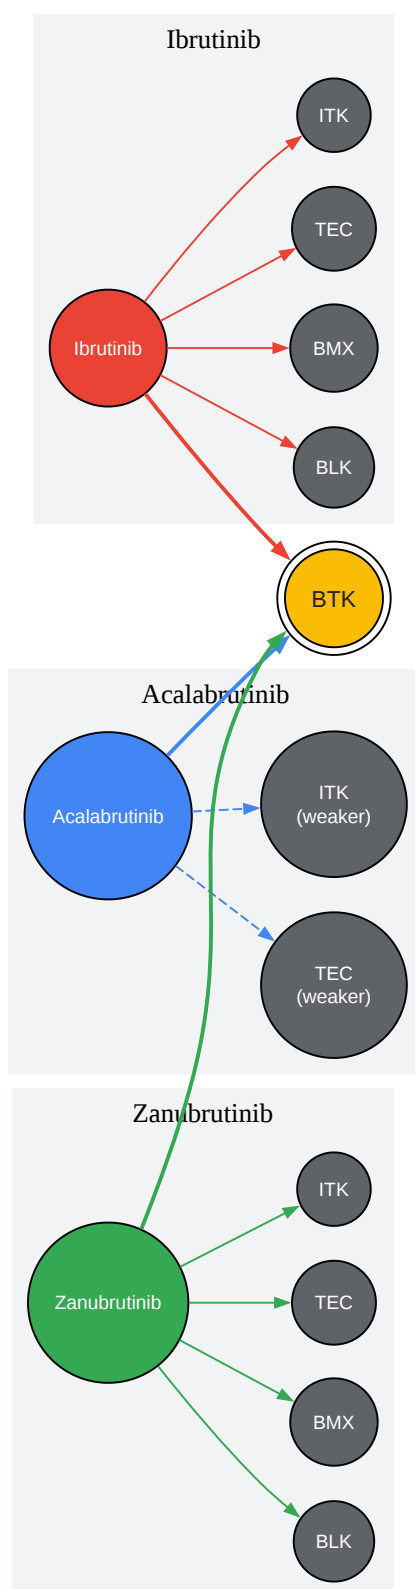 Ibrutinib
ITK
TEC
Ibrutinib
BMX
BLK
BTK
Acalabrutinib
ITK
(weaker)
Acalabrutinib
TEC
(weaker)
Zanubrutinib
ITK
TEC
Zanubrutinib
BMX
BLK